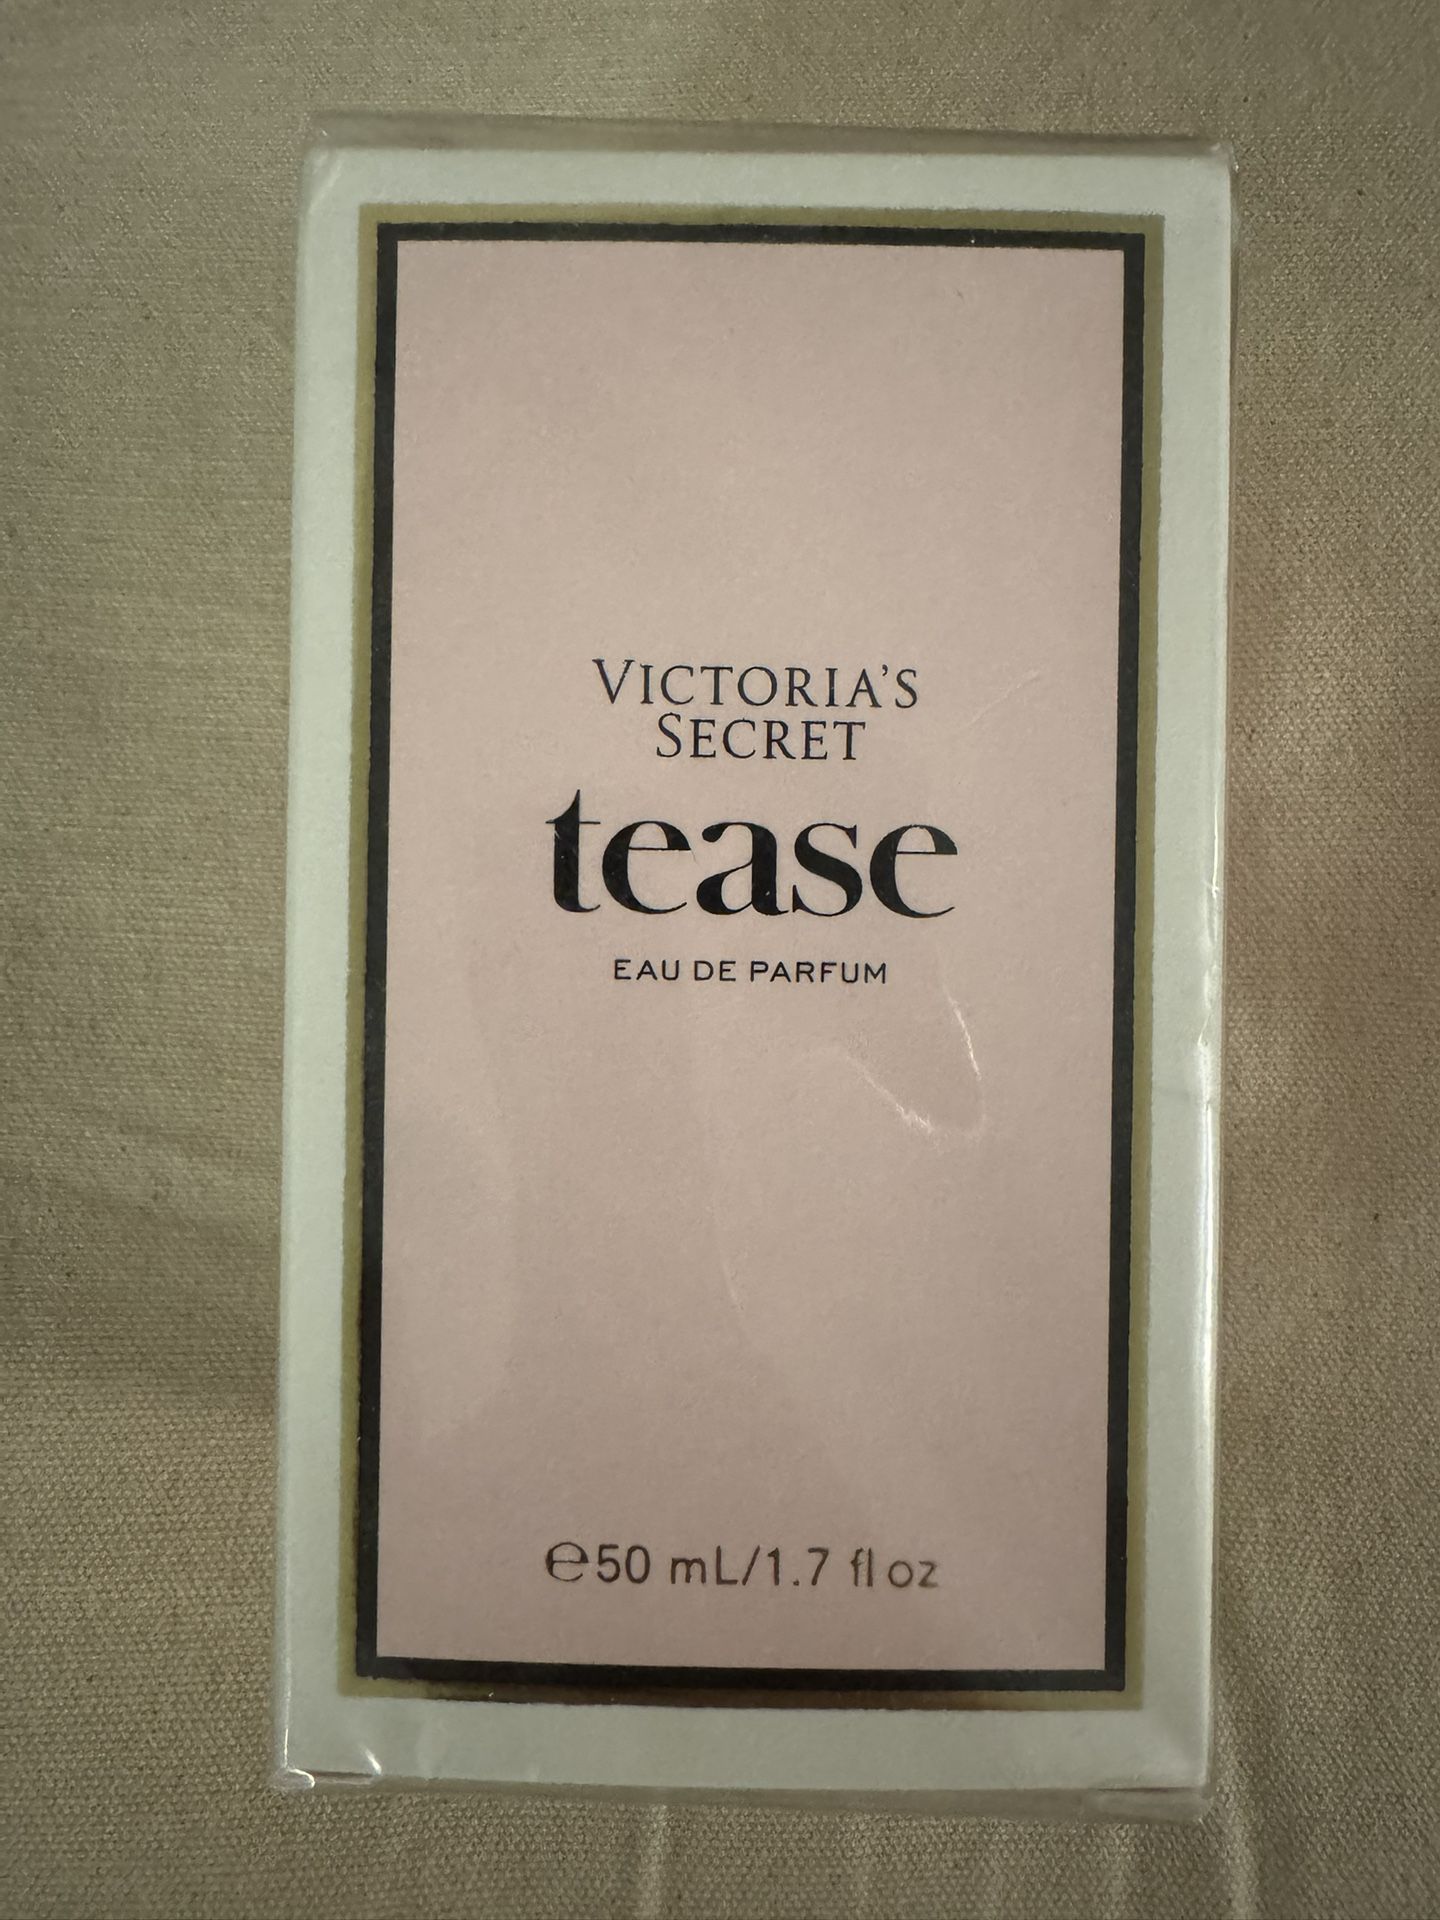 VICTORIA'S
SECRET
tease
EAU DE PARFUM
℮50 mL/1.7 fl oz